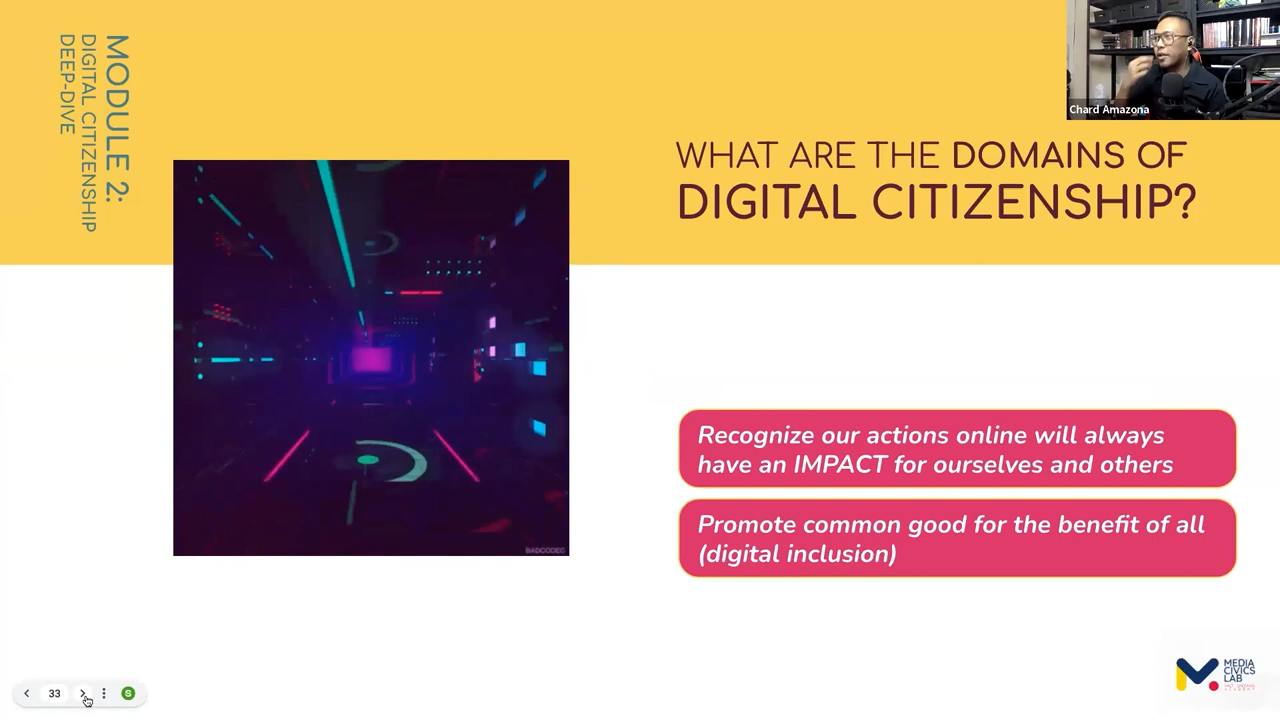 MODULE 2:
DIGITAL CITIZENSHIP
DEEP-DIVE
Chard Amazona
WHAT ARE THE DOMAINS OF
DIGITAL CITIZENSHIP?
Recognize our actions online will always
have an IMPACT for ourselves and others
Promote common good for the benefit of all
(digital inclusion)
BADCODEC
33
S
MEDIA
CIVICS
LAB